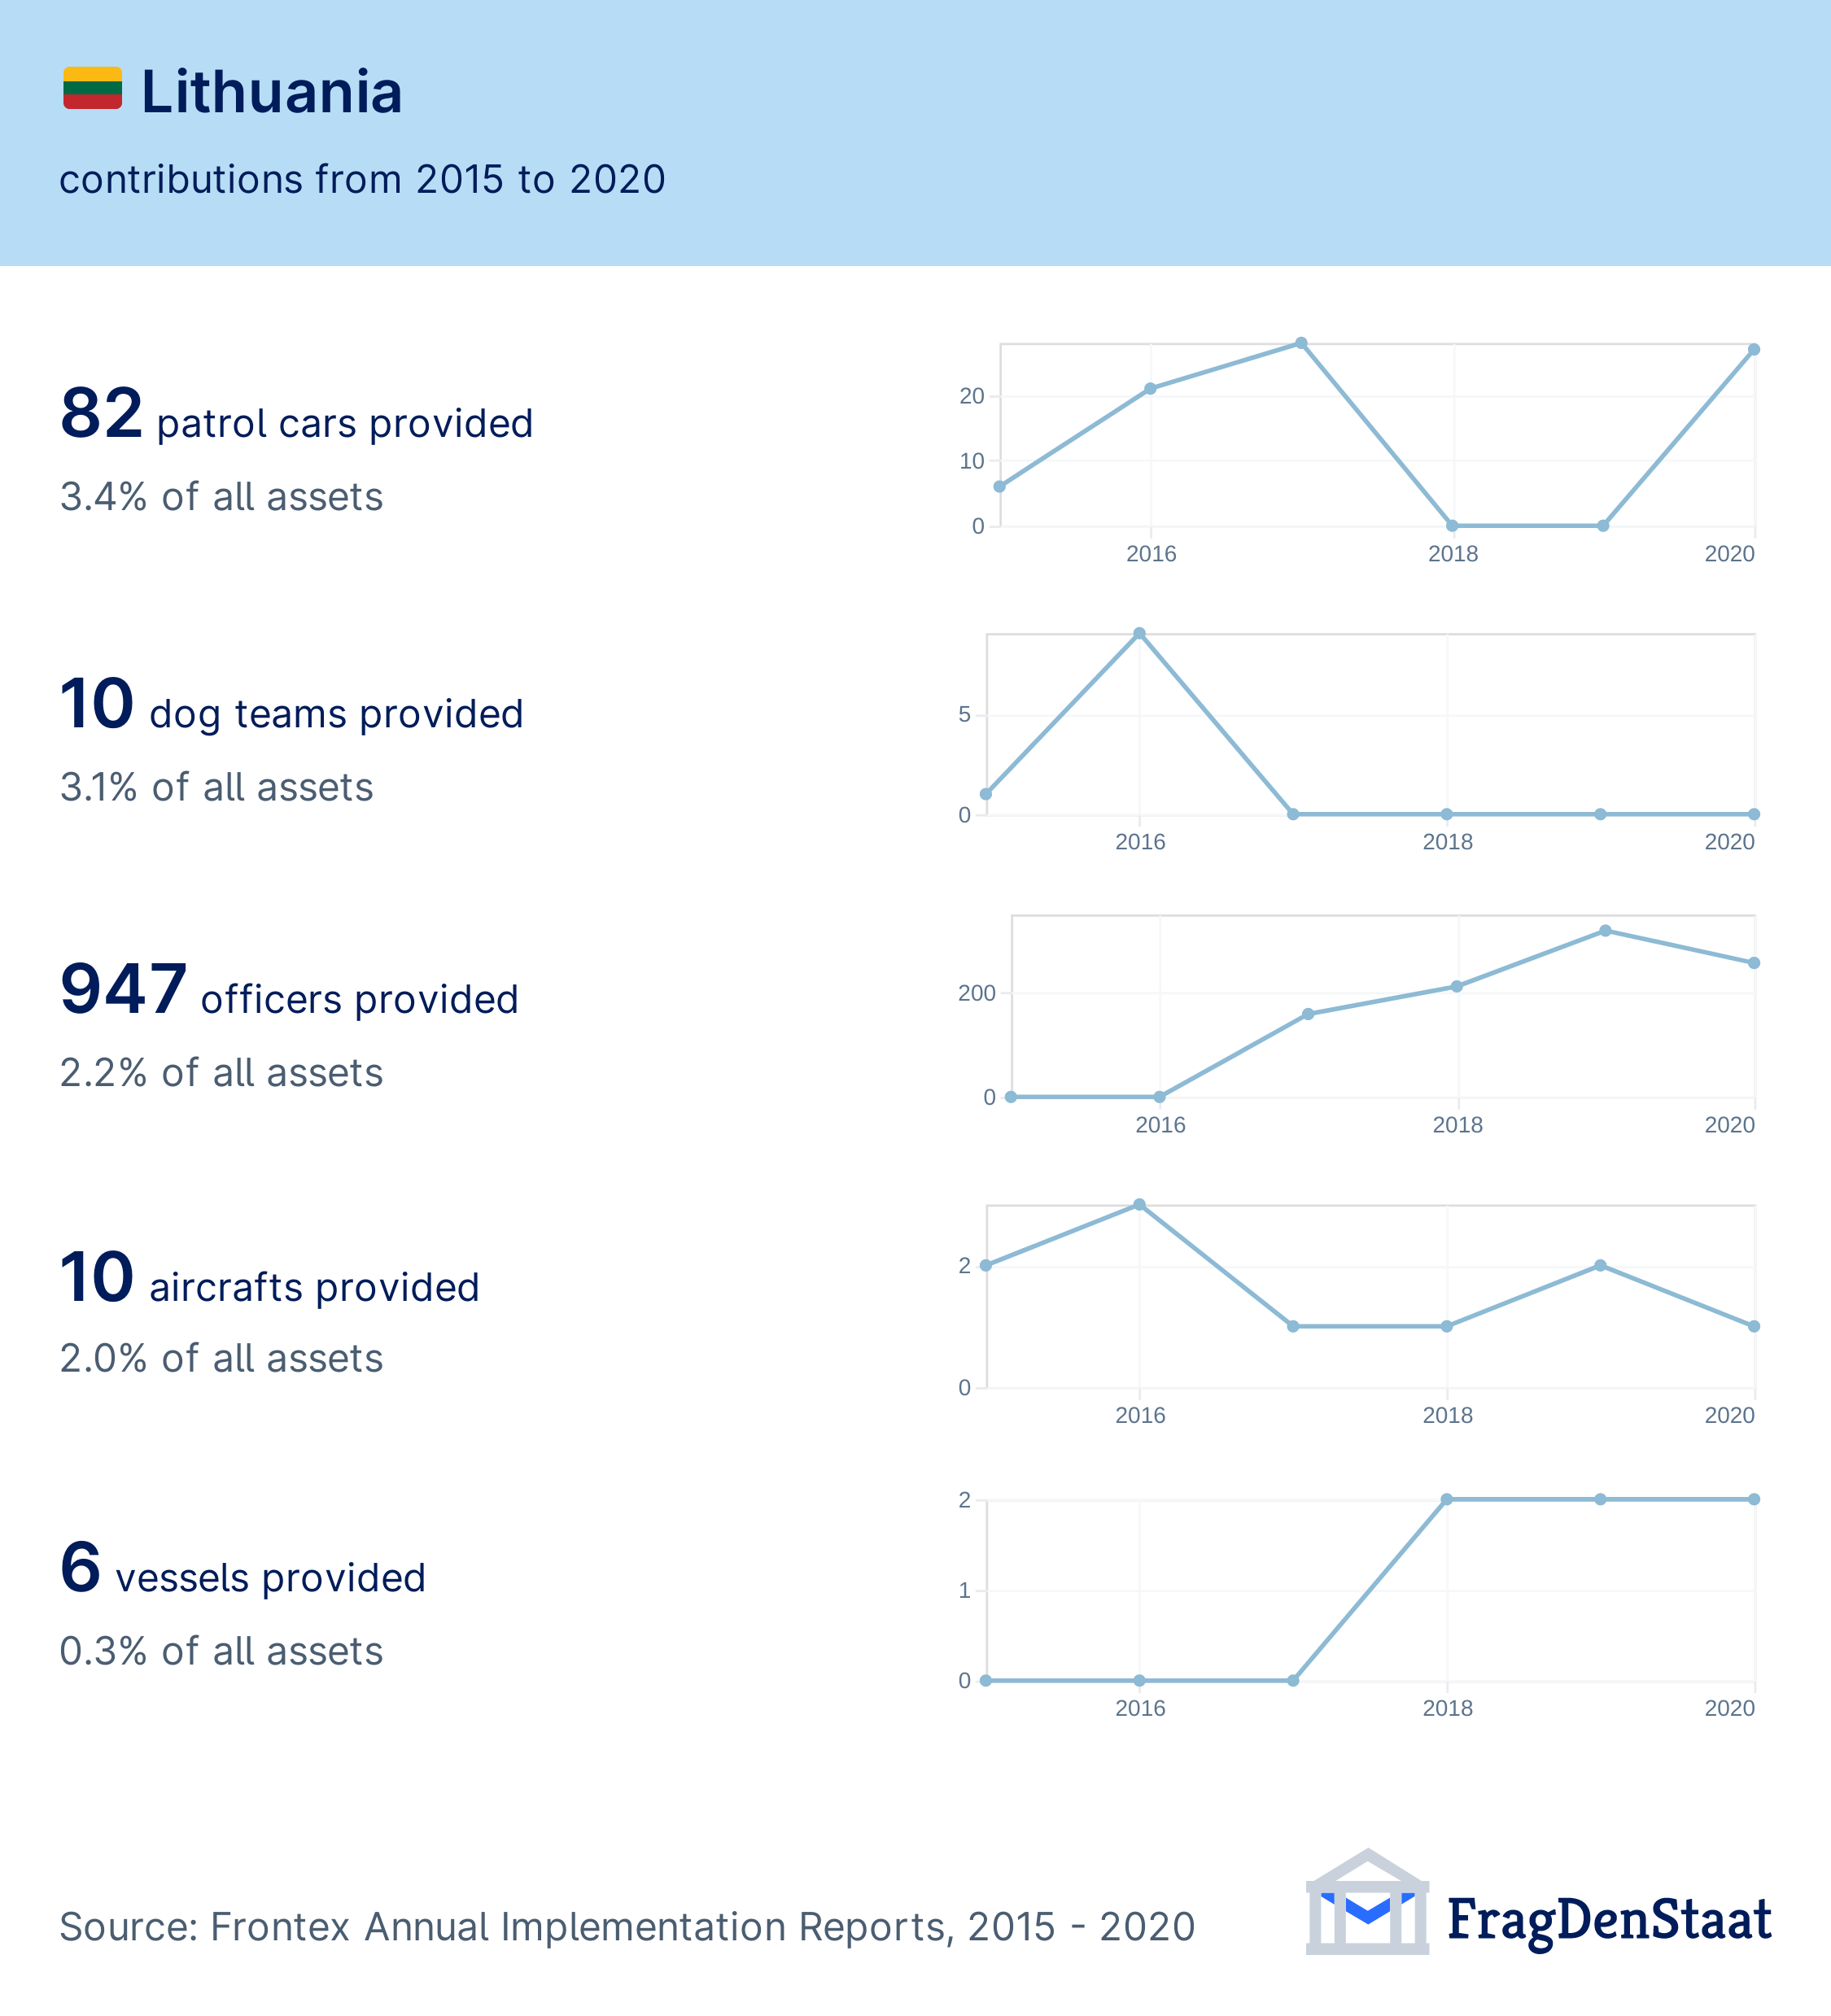 Lithuania
contributions from 2015 to 2020
82 patrol cars provided
3.4% of all assets
20
10
0
2016 2018 2020
10 dog teams provided
3.1% of all assets
5
0
2016 2018 2020
947 officers provided
2.2% of all assets
200
0
2016 2018 2020
10 aircrafts provided
2.0% of all assets
2
0
2016 2018 2020
6 vessels provided
0.3% of all assets
2
1
0
2016 2018 2020
Source: Frontex Annual Implementation Reports, 2015 - 2020
FragDenStaat